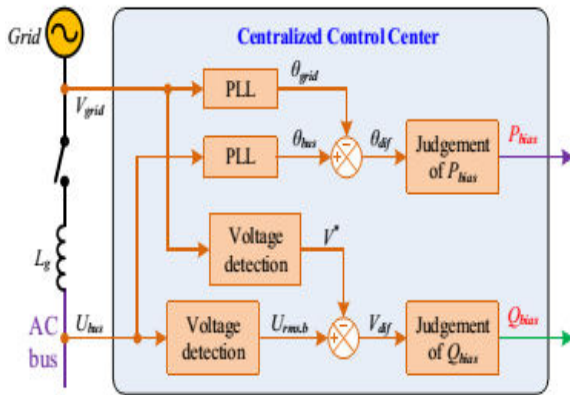 Grid
Centralized Control Center
V_grid
PLL
θ_grid
PLL
θ_bus
θ_dif
Judgement
of P_bias
P_bias
L_g
Voltage
detection
V*
AC
bus
U_bus
Voltage
detection
U_rms.b
V_dif
Judgement
of Q_bias
Q_bias